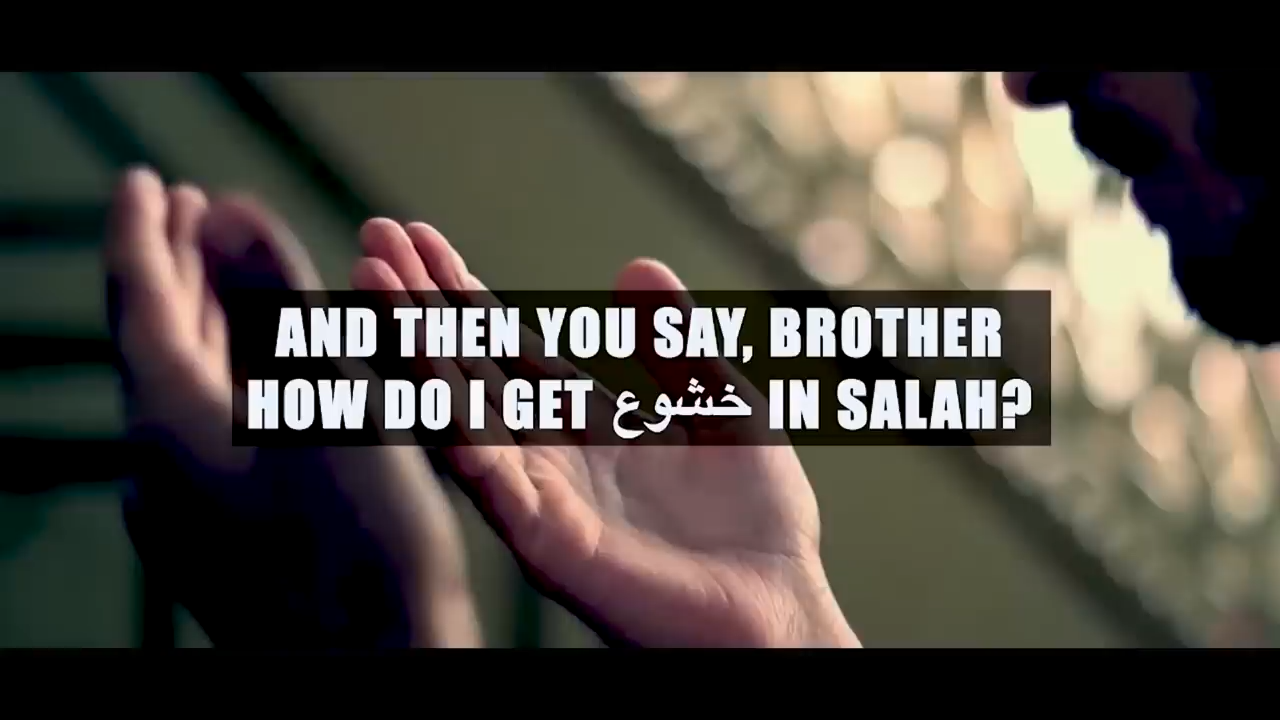 AND THEN YOU SAY, BROTHER
HOW DO I GET خشوع IN SALAH?